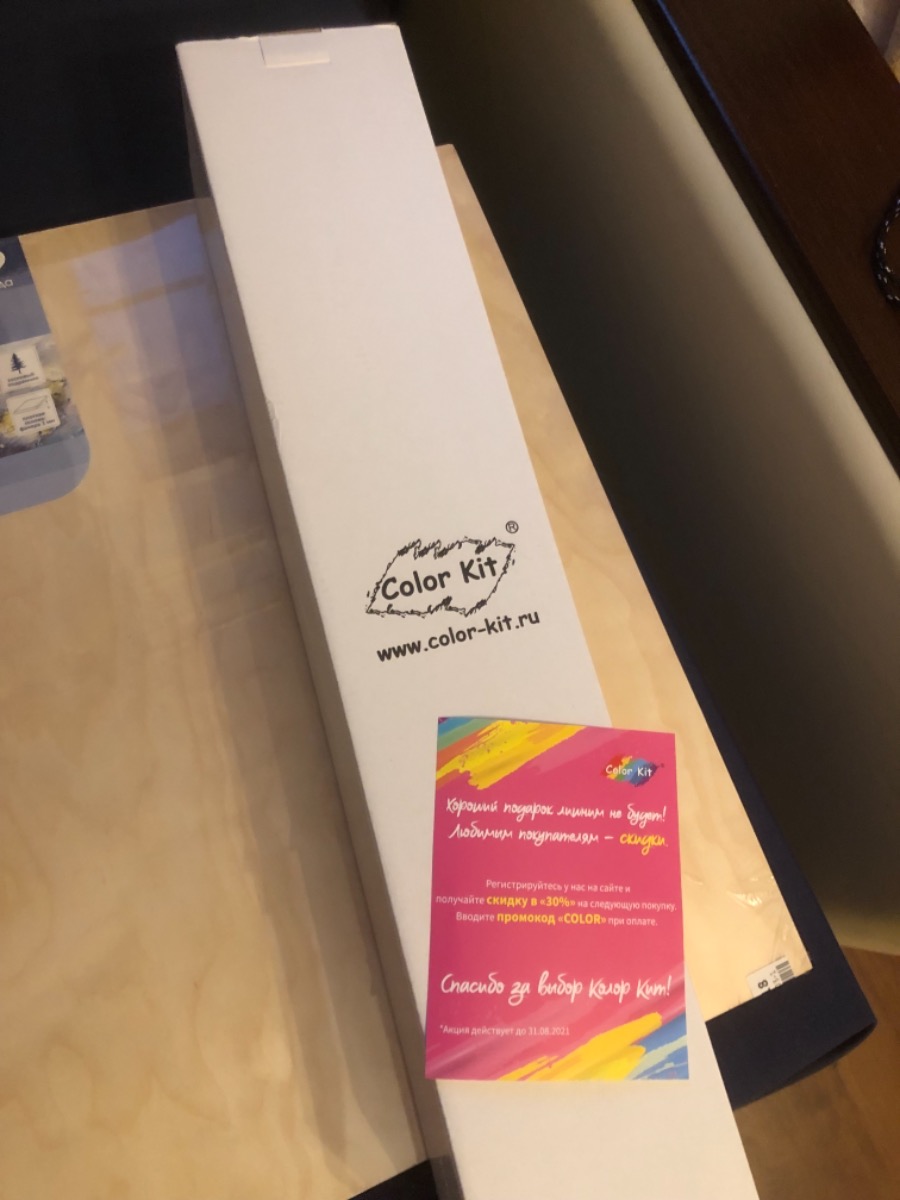 Color Kit
®
www.color-kit.ru
Color Kit
Хороший подарок лишним не будет!
Любимым покупателям – скидки.
Регистрируйтесь у нас на сайте и
получайте скидку в «30%» на следующую покупку.
Вводите промокод «COLOR» при оплате.
Спасибо за выбор Колор Кит!
*Акция действует до 31.08.2021
8